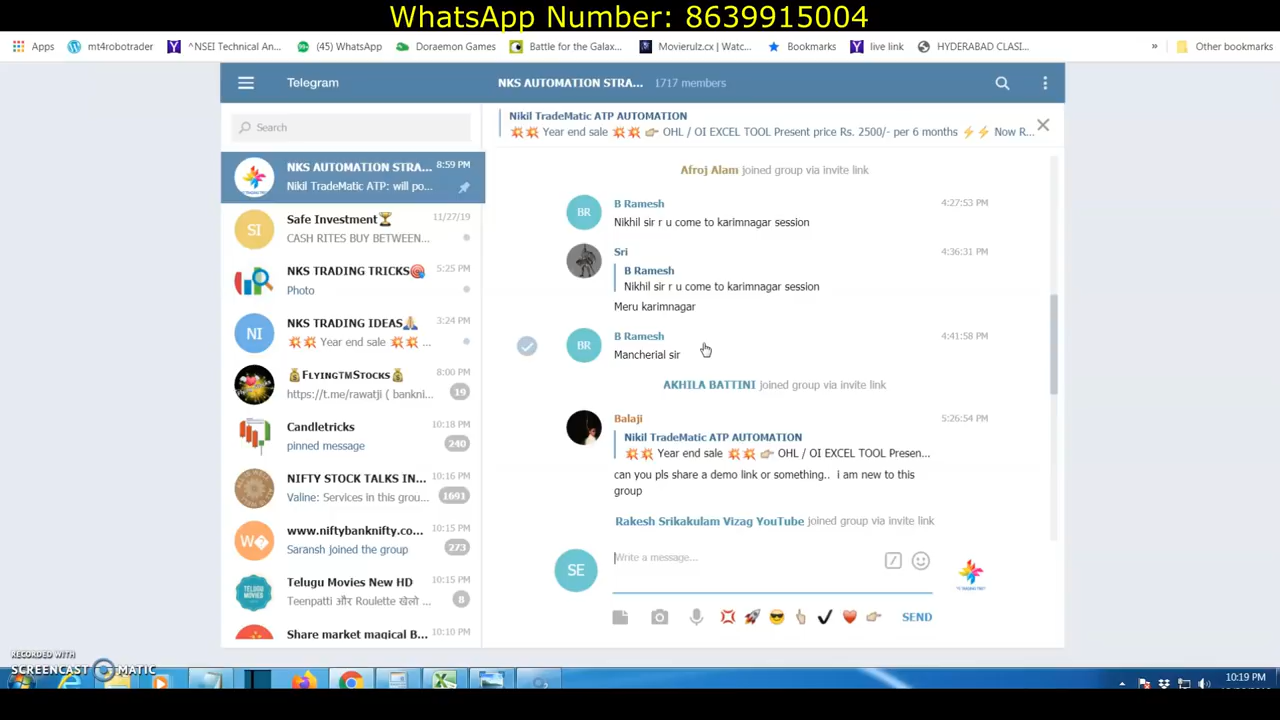 WhatsApp Number: 8639915004
Apps mt4robotrader ^NSEI Technical An... (45) WhatsApp Doraemon Games Battle for the Galax... Movierulz.cx | Watc... Bookmarks live link HYDERABAD CLASI... » Other bookmarks
Telegram NKS AUTOMATION STRA... 1717 members
Nikil TradeMatic ATP AUTOMATION
💥💥 Year end sale 💥💥 👉 OHL / OI EXCEL TOOL Present price Rs. 2500/- per 6 months ⚡⚡ Now R...
Search
NKS AUTOMATION STRA... 8:59 PM
Nikil TradeMatic ATP: will po...
Safe Investment⏳ 11/27/19
CASH RITES BUY BETWEEN...
NKS TRADING TRICKS🎯 5:25 PM
Photo
NKS TRADING IDEAS🙏 3:24 PM
NI
💥💥 Year end sale 💥💥 ...
💰FLYINGTMSTOCKS💰 8:00 PM
https://t.me/rawatji ( bankni... 19
Candletricks 10:18 PM
pinned message 240
NIFTY STOCK TALKS IN... 10:16 PM
Valine: Services in this grou... 1691
www.niftybanknifty.co... 10:15 PM
Saransh joined the group 273
Telugu Movies New HD 10:15 PM
Teenpatti और Roulette खेलो ... 8
Share market magical B... 10:10 PM
SI
W
Afroj Alam joined group via invite link
BR
B Ramesh 4:27:53 PM
Nikhil sir r u come to karimnagar session
Sri 4:36:31 PM
B Ramesh
Nikhil sir r u come to karimnagar session
Meru karimnagar
BR
B Ramesh 4:41:58 PM
Mancherial sir
AKHILA BATTINI joined group via invite link
Balaji 5:26:54 PM
Nikil TradeMatic ATP AUTOMATION
💥💥 Year end sale 💥💥 👉 OHL / OI EXCEL TOOL Presen...
can you pls share a demo link or something.. i am new to this
group
Rakesh Srikakulam Vizag YouTube joined group via invite link
SE
Write a message...
SEND
RECORDED WITH
SCREENCAST MATIC
10:19 PM